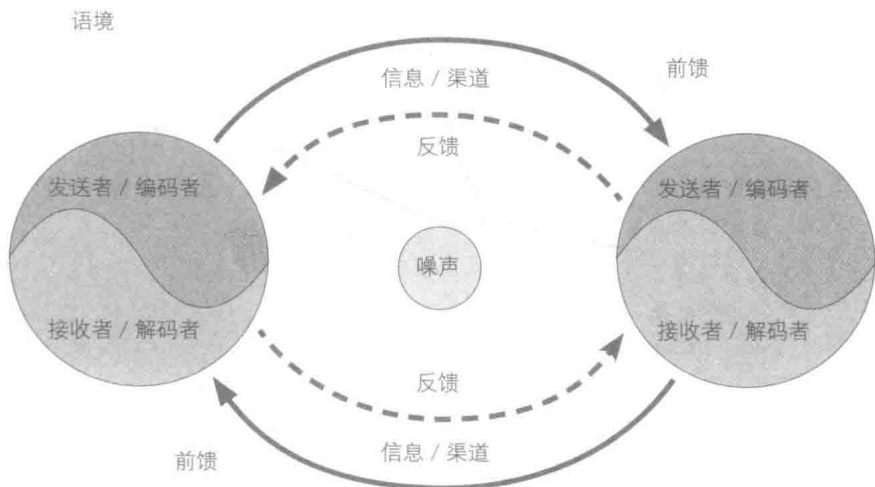 语境
信息 / 渠道
前馈
反馈
发送者 / 编码者
发送者 / 编码者
噪声
接收者 / 解码者
接收者 / 解码者
反馈
信息 / 渠道
前馈